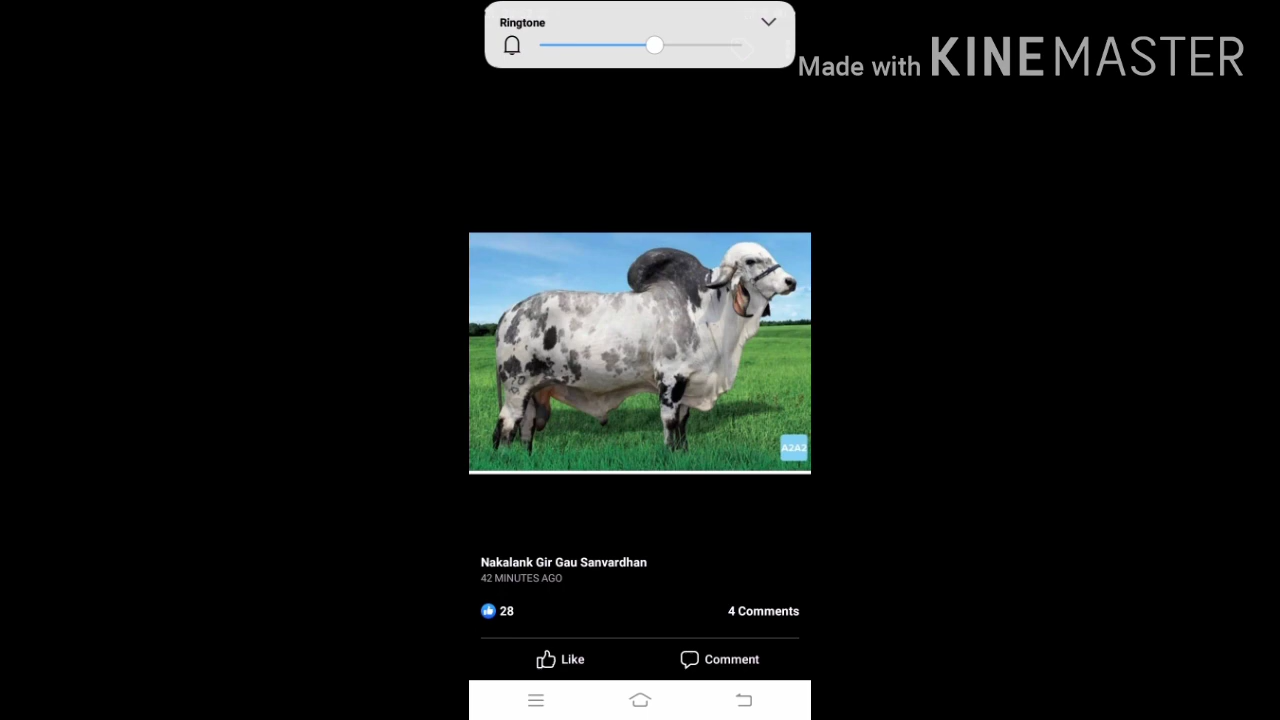 Ringtone
Made with KINEMASTER
A2A2
Nakalank Gir Gau Sanvardhan
42 MINUTES AGO
28
4 Comments
Like
Comment